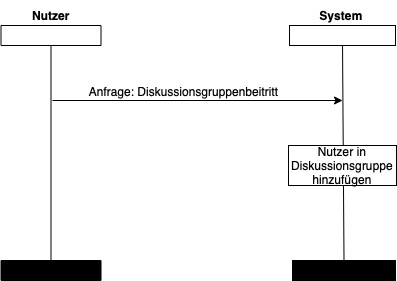 Nutzer
System
Anfrage: Diskussionsgruppenbeitritt
Nutzer in
Diskussionsgruppe
hinzufügen